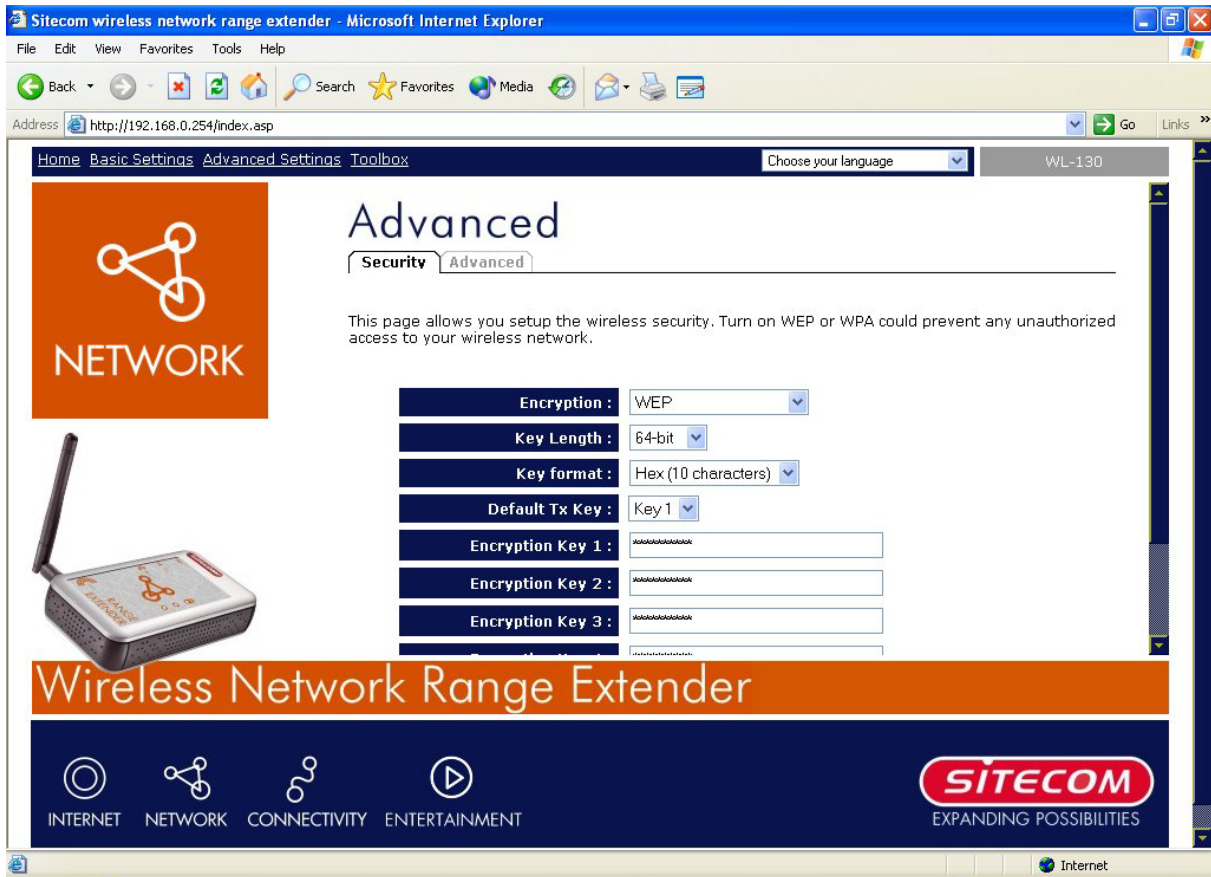 Sitecom wireless network range extender - Microsoft Internet Explorer
File Edit View Favorites Tools Help
Back Search Favorites Media
Address http://192.168.0.254/index.asp Go Links »
Home Basic Settings Advanced Settings Toolbox Choose your language WL-130
NETWORK
Advanced
Security Advanced
This page allows you setup the wireless security. Turn on WEP or WPA could prevent any unauthorized
access to your wireless network.
Encryption : WEP
Key Length : 64-bit
Key format : Hex (10 characters)
Default Tx Key : Key 1
Encryption Key 1 : **********
Encryption Key 2 : **********
Encryption Key 3 : **********
SITECOM
RANGE
EXTENDER
Wireless Network Range Extender
INTERNET NETWORK CONNECTIVITY ENTERTAINMENT
SITECOM
EXPANDING POSSIBILITIES
Internet